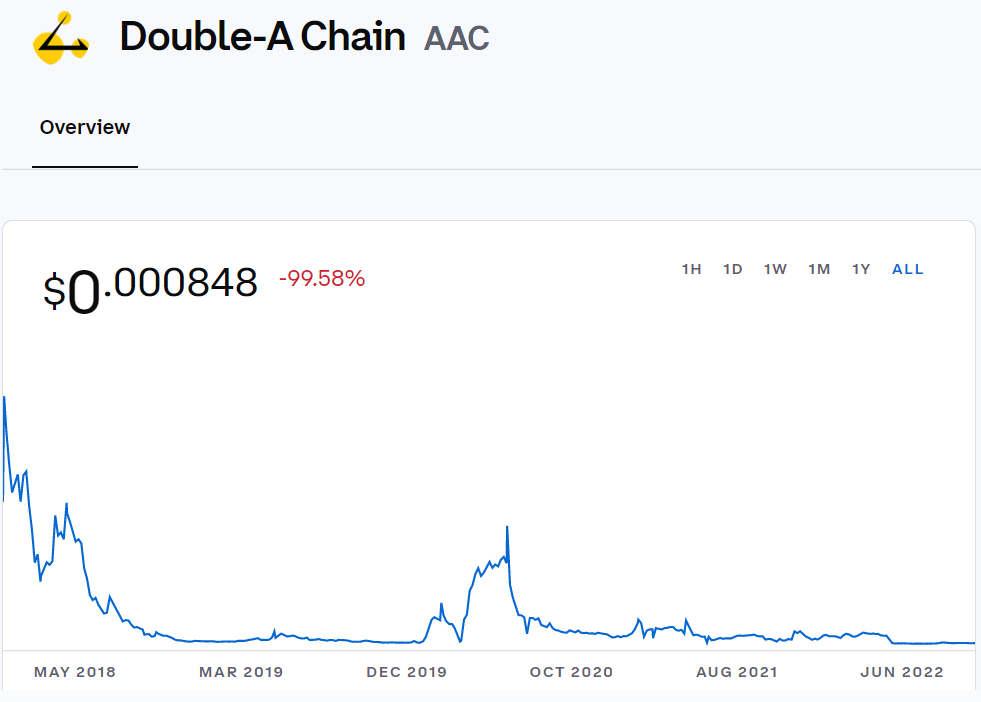 Double-A Chain AAC
Overview
$0.000848 -99.58%
1H 1D 1W 1M 1Y ALL
MAY 2018 MAR 2019 DEC 2019 OCT 2020 AUG 2021 JUN 2022